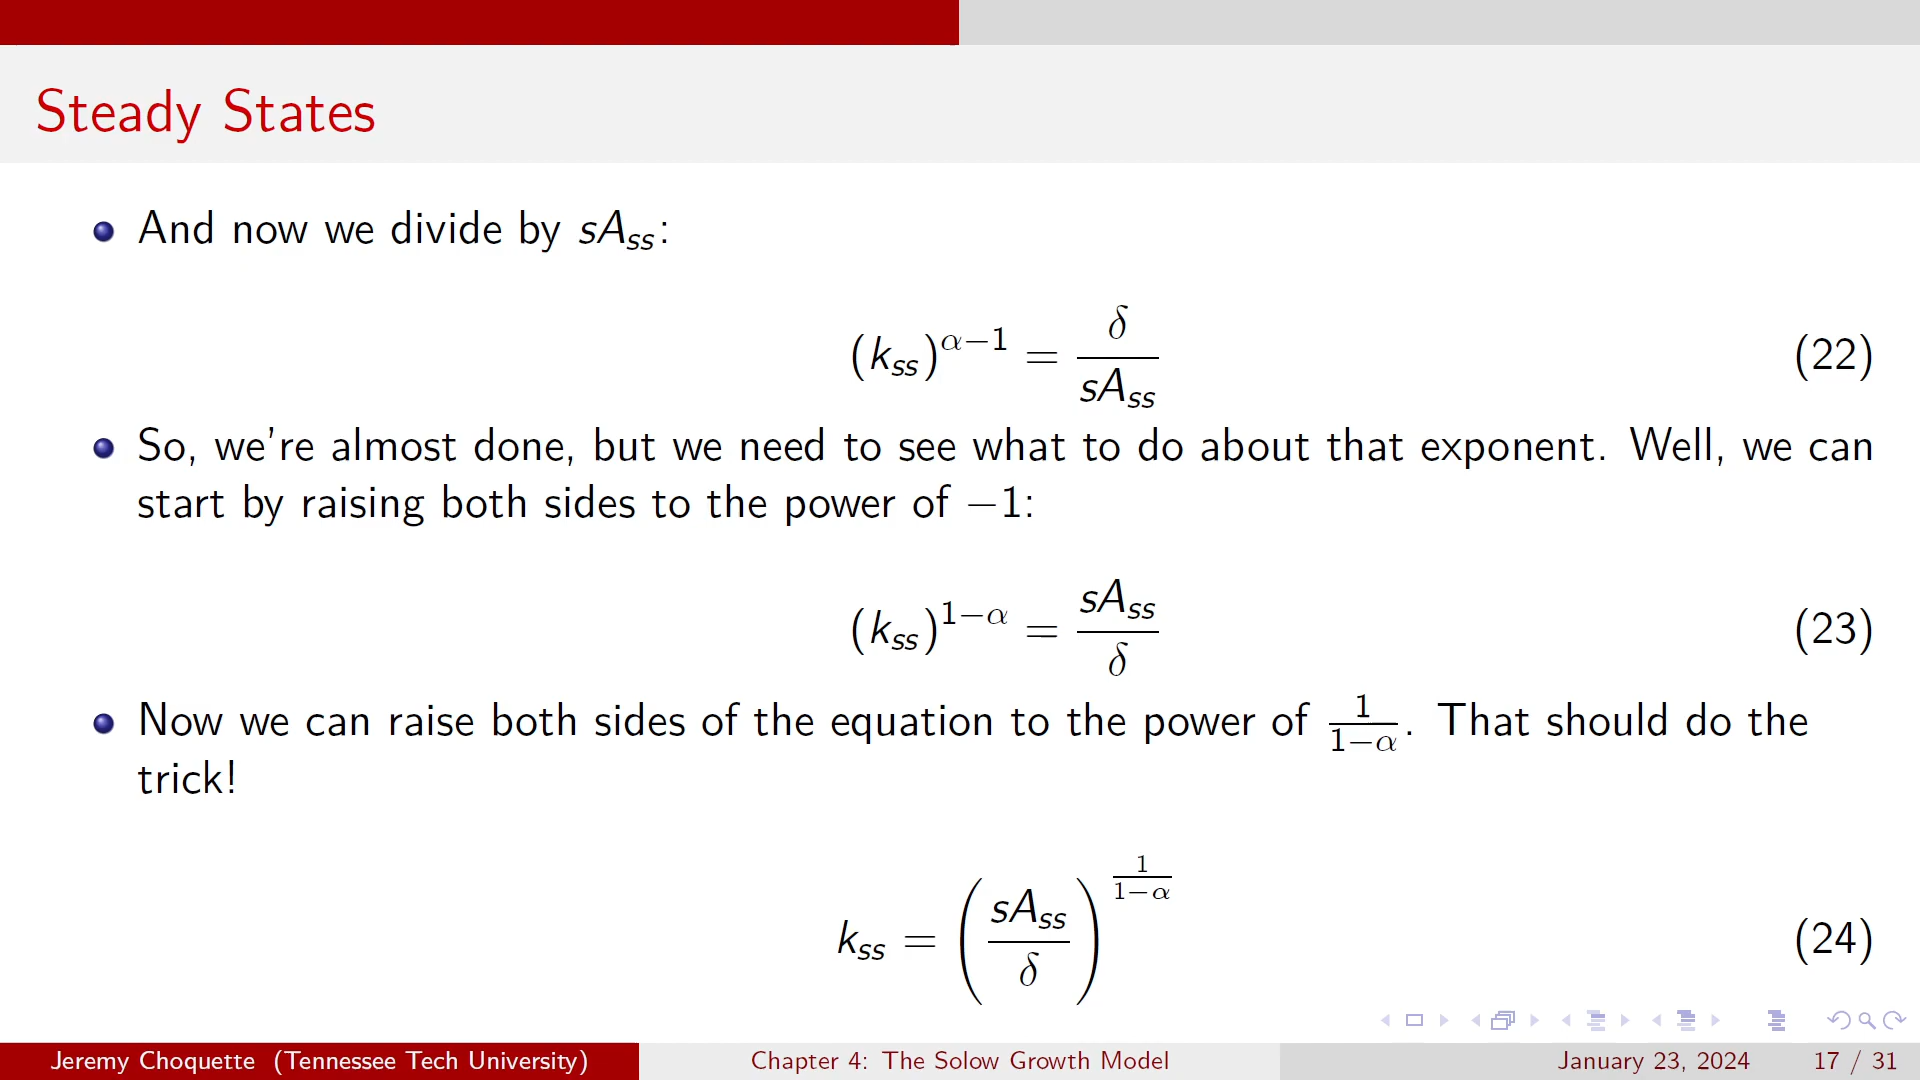 Steady States
And now we divide by sA_ss:
(k_ss)^{α−1} = δ / sA_ss (22)
So, we're almost done, but we need to see what to do about that exponent. Well, we can
start by raising both sides to the power of −1:
(k_ss)^{1−α} = sA_ss / δ (23)
Now we can raise both sides of the equation to the power of 1/(1−α). That should do the
trick!
k_ss = (sA_ss / δ)^{1/(1−α)} (24)
Jeremy Choquette (Tennessee Tech University) Chapter 4: The Solow Growth Model January 23, 2024 17 / 31